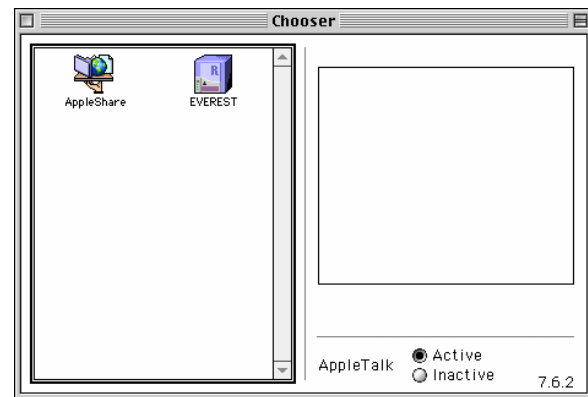 Chooser
AppleShare
EVEREST
R
AppleTalk
Active
Inactive
7.6.2